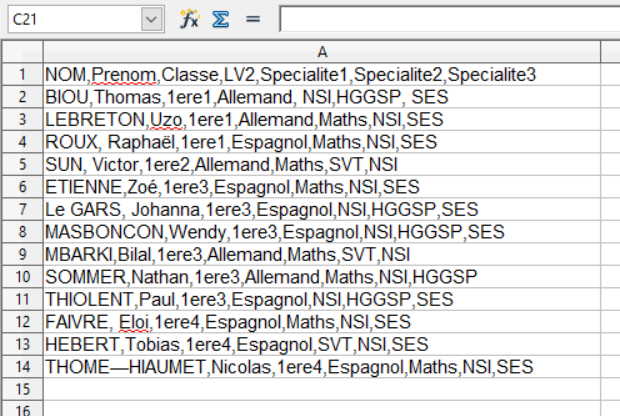 C21
A
1 NOM,Prenom,Classe,LV2,Specialite1,Specialite2,Specialite3
2 BIOU,Thomas,1ere1,Allemand, NSI,HGGSP, SES
3 LEBRETON,Uzo,1ere1,Allemand,Maths,NSI,SES
4 ROUX, Raphaël,1ere1,Espagnol,Maths,NSI,SES
5 SUN, Victor,1ere2,Allemand,Maths,SVT,NSI
6 ETIENNE,Zoé,1ere3,Espagnol,Maths,NSI,SES
7 Le GARS, Johanna,1ere3,Espagnol,NSI,HGGSP,SES
8 MASBONCON,Wendy,1ere3,Espagnol,NSI,HGGSP,SES
9 MBARKI,Bilal,1ere3,Allemand,Maths,SVT,NSI
10 SOMMER,Nathan,1ere3,Allemand,Maths,NSI,HGGSP
11 THIOLENT,Paul,1ere3,Espagnol,NSI,HGGSP,SES
12 FAIVRE, Eloi,1ere4,Espagnol,Maths,NSI,SES
13 HEBERT,Tobias,1ere4,Espagnol,SVT,NSI,SES
14 THOME—HIAUMET,Nicolas,1ere4,Espagnol,Maths,NSI,SES
15
16